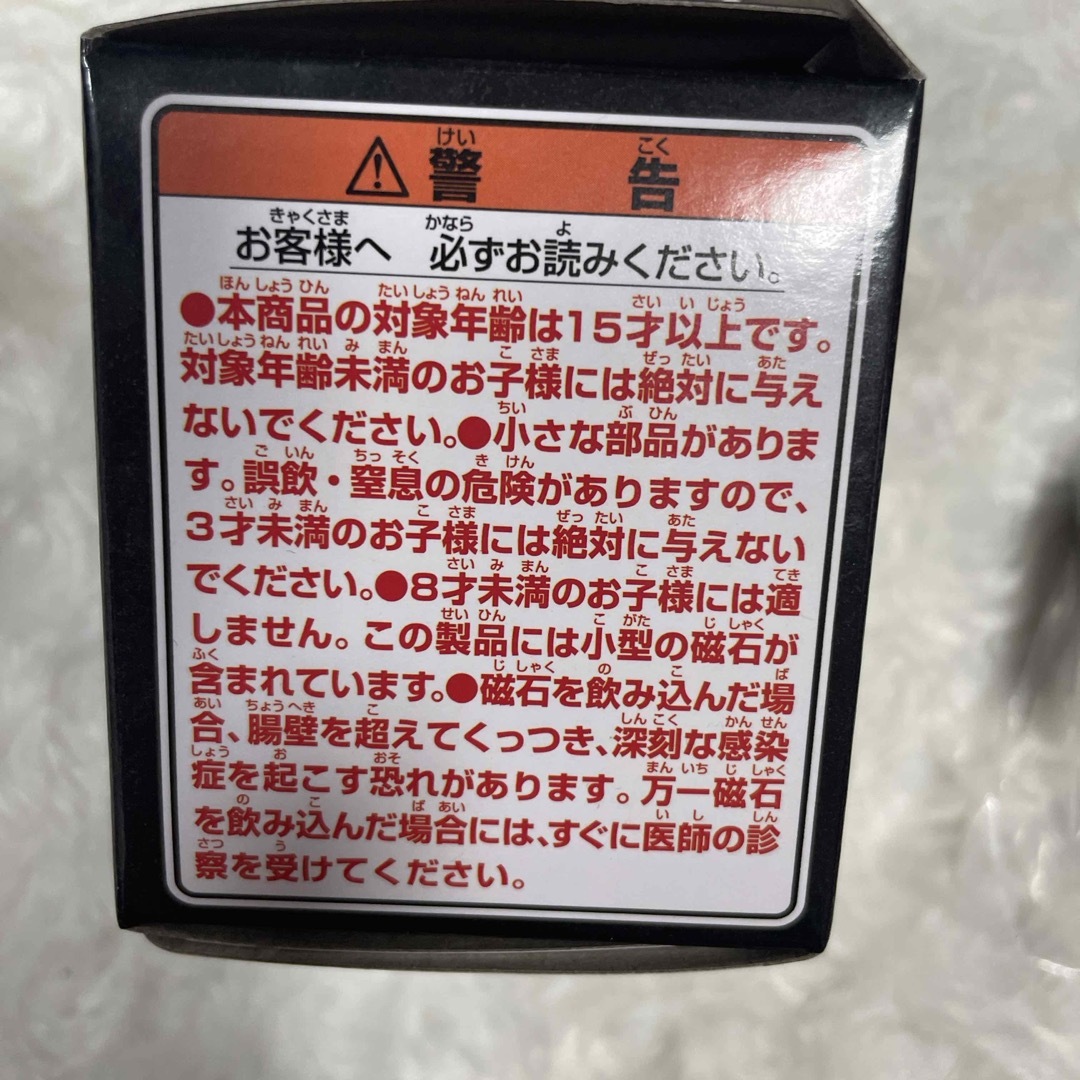 ⚠警告
お客様へ 必ずお読みください。
●本商品の対象年齢は15才以上です。
対象年齢未満のお子様には絶対に与え
ないでください。●小さな部品がありま
す。誤飲・窒息の危険がありますので、
3才未満のお子様には絶対に与えない
でください。●8才未満のお子様には適
しません。この製品には小型の磁石が
含まれています。●磁石を飲み込んだ場
合、腸壁を超えてくっつき、深刻な感染
症を起こす恐れがあります。万一磁石
を飲み込んだ場合には、すぐに医師の診
察を受けてください。